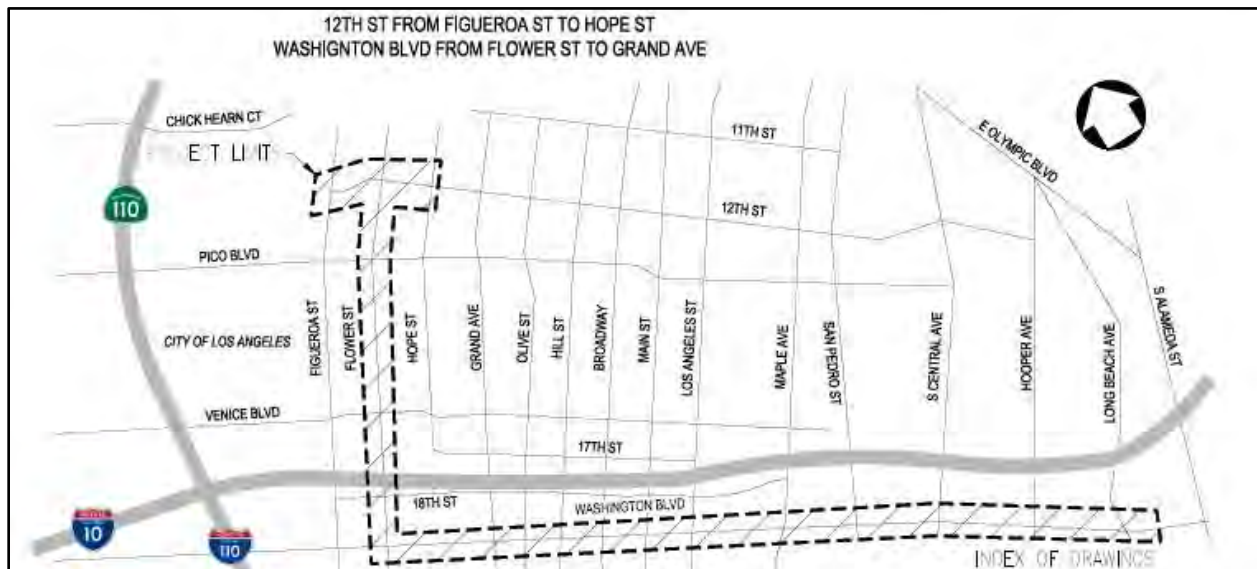 12TH ST FROM FIGUEROA ST TO HOPE ST
WASHIGNTON BLVD FROM FLOWER ST TO GRAND AVE
CHICK HEARN CT
E T LI IT
11TH ST
E OLYMPIC BLVD
110
12TH ST
PICO BLVD
CITY OF LOS ANGELES
FIGUEROA ST
FLOWER ST
HOPE ST
GRAND AVE
OLIVE ST
HILL ST
BROADWAY
MAIN ST
LOS ANGELES ST
MAPLE AVE
SAN PEDRO ST
S CENTRAL AVE
HOOPER AVE
LONG BEACH AVE
S ALAMEDA ST
VENICE BLVD
17TH ST
18TH ST
WASHINGTON BLVD
10
110
INDEX OF DRAWINGS